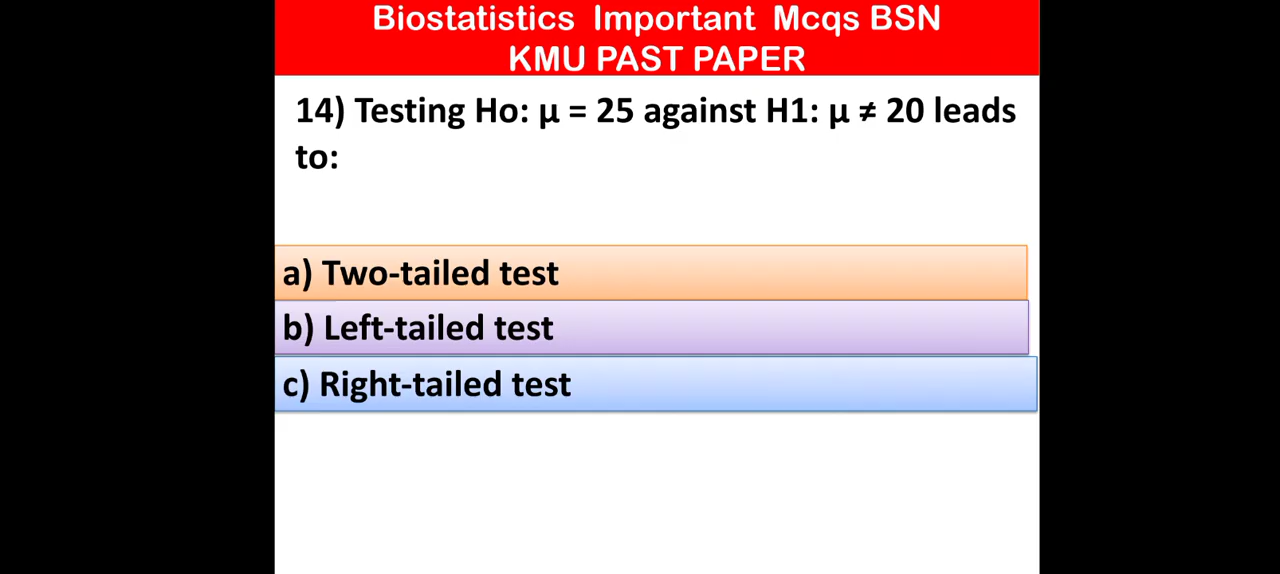 Biostatistics Important Mcqs BSN
KMU PAST PAPER
14) Testing Ho: μ = 25 against H1: μ ≠ 20 leads
to:
a) Two-tailed test
b) Left-tailed test
c) Right-tailed test